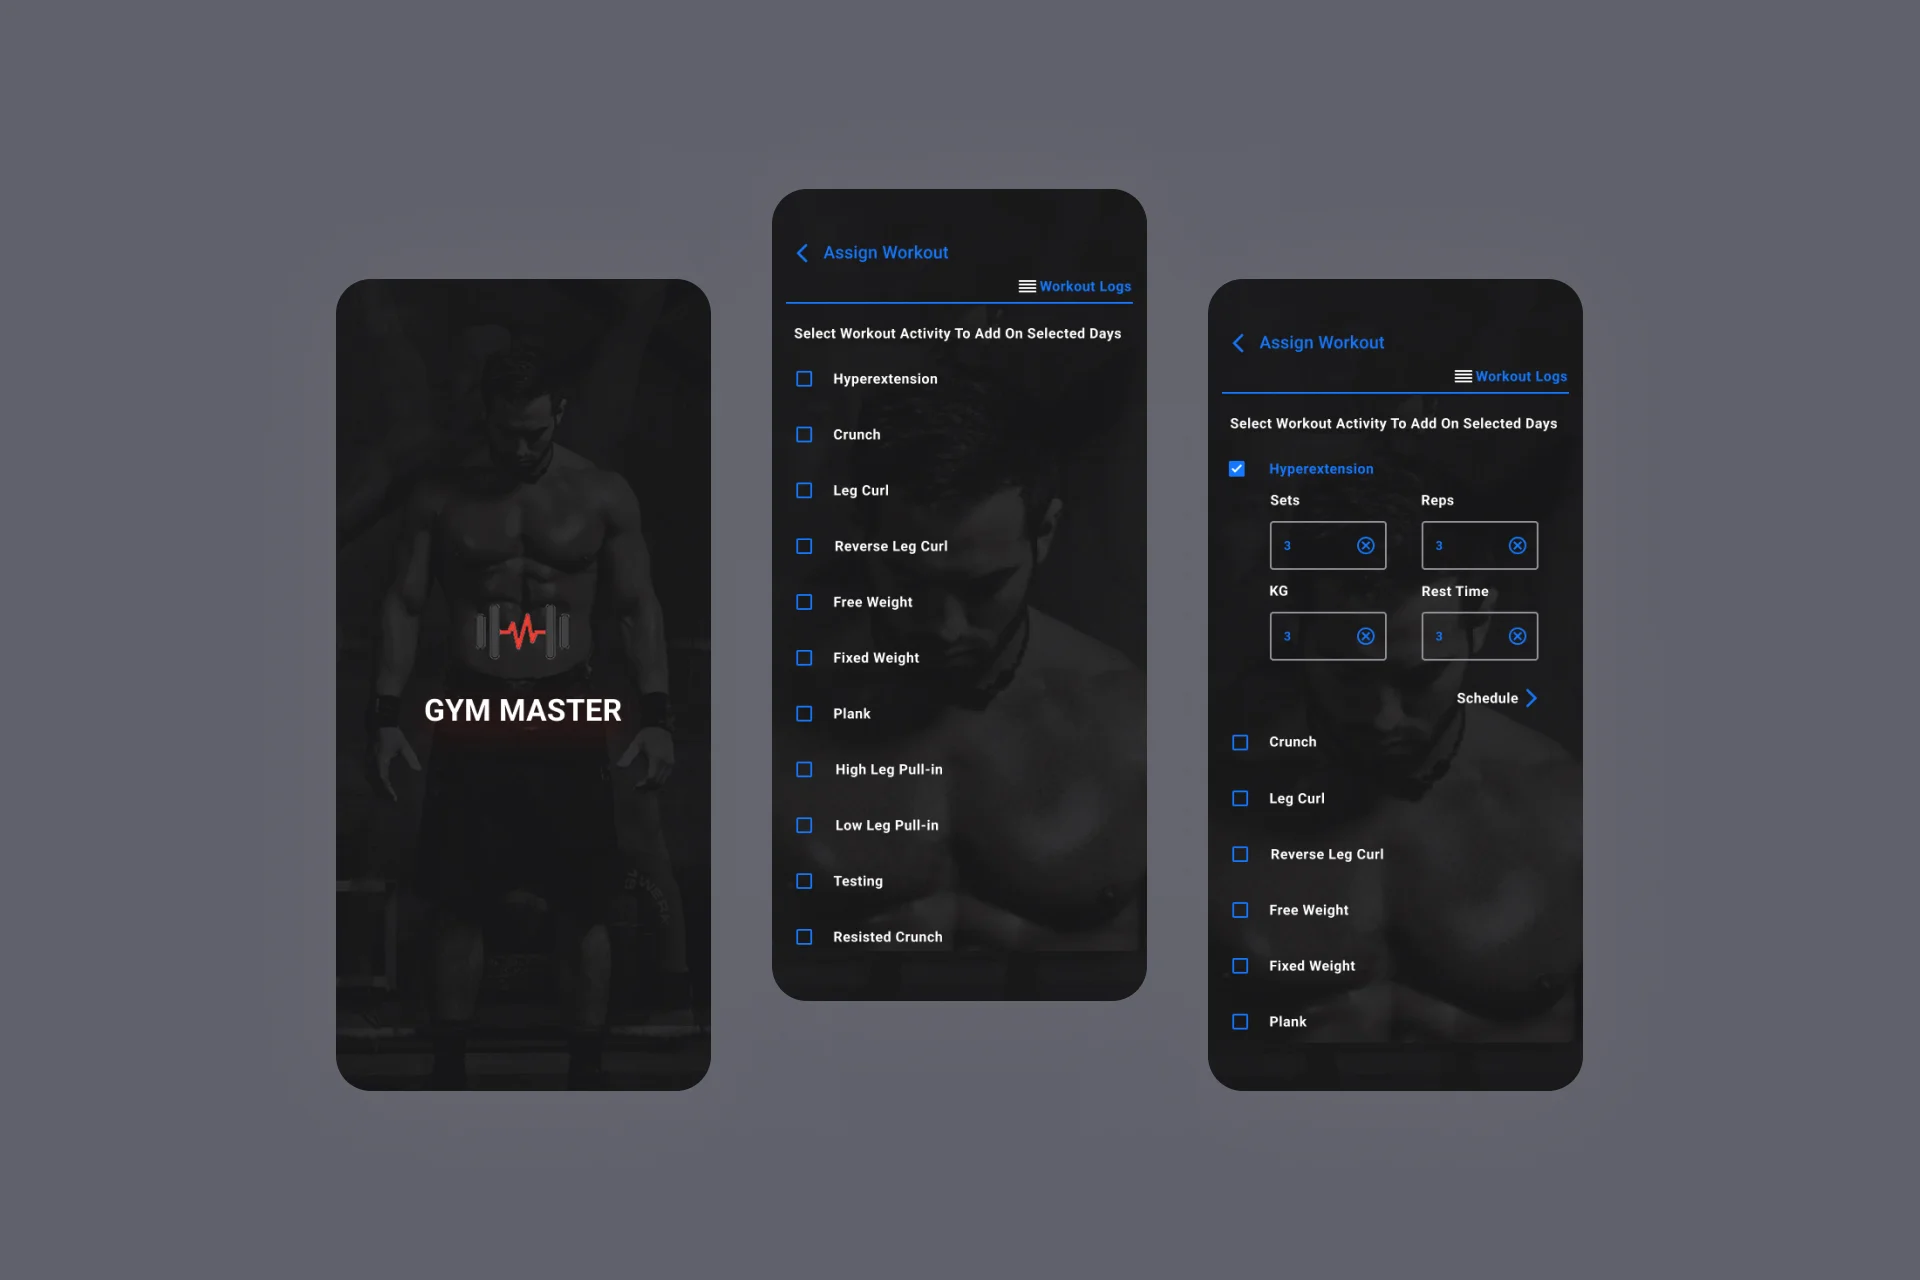 GYM MASTER
Assign Workout
Workout Logs
Select Workout Activity To Add On Selected Days
Hyperextension
Crunch
Leg Curl
Reverse Leg Curl
Free Weight
Fixed Weight
Plank
High Leg Pull-in
Low Leg Pull-in
Testing
Resisted Crunch
Assign Workout
Workout Logs
Select Workout Activity To Add On Selected Days
Hyperextension
Sets Reps
3 3
KG Rest Time
3 3
Schedule
Crunch
Leg Curl
Reverse Leg Curl
Free Weight
Fixed Weight
Plank